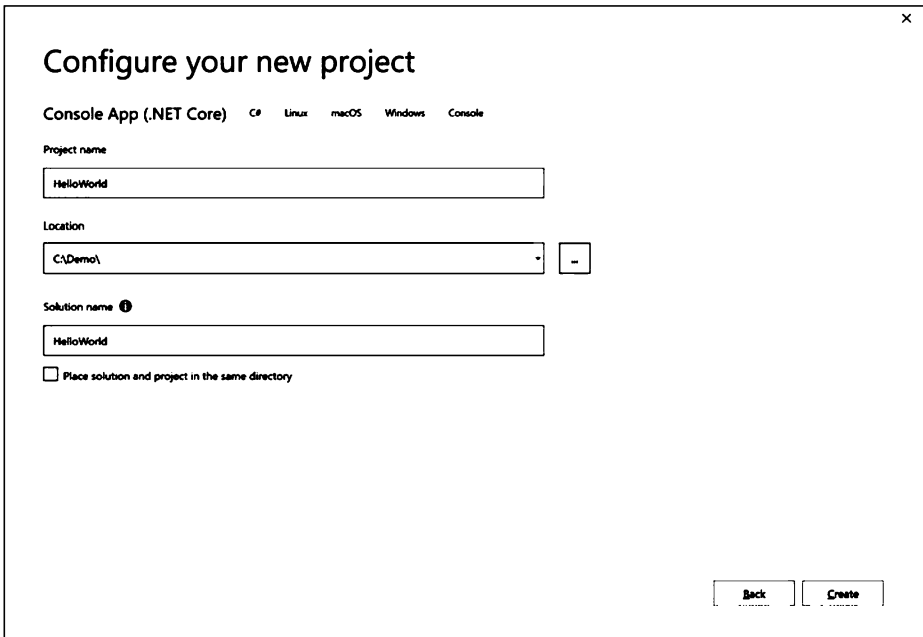 Configure your new project
Console App (.NET Core) C# Linux macOS Windows Console
Project name
HelloWorld
Location
C:\Demo\
...
Solution name
HelloWorld
Place solution and project in the same directory
Back Create